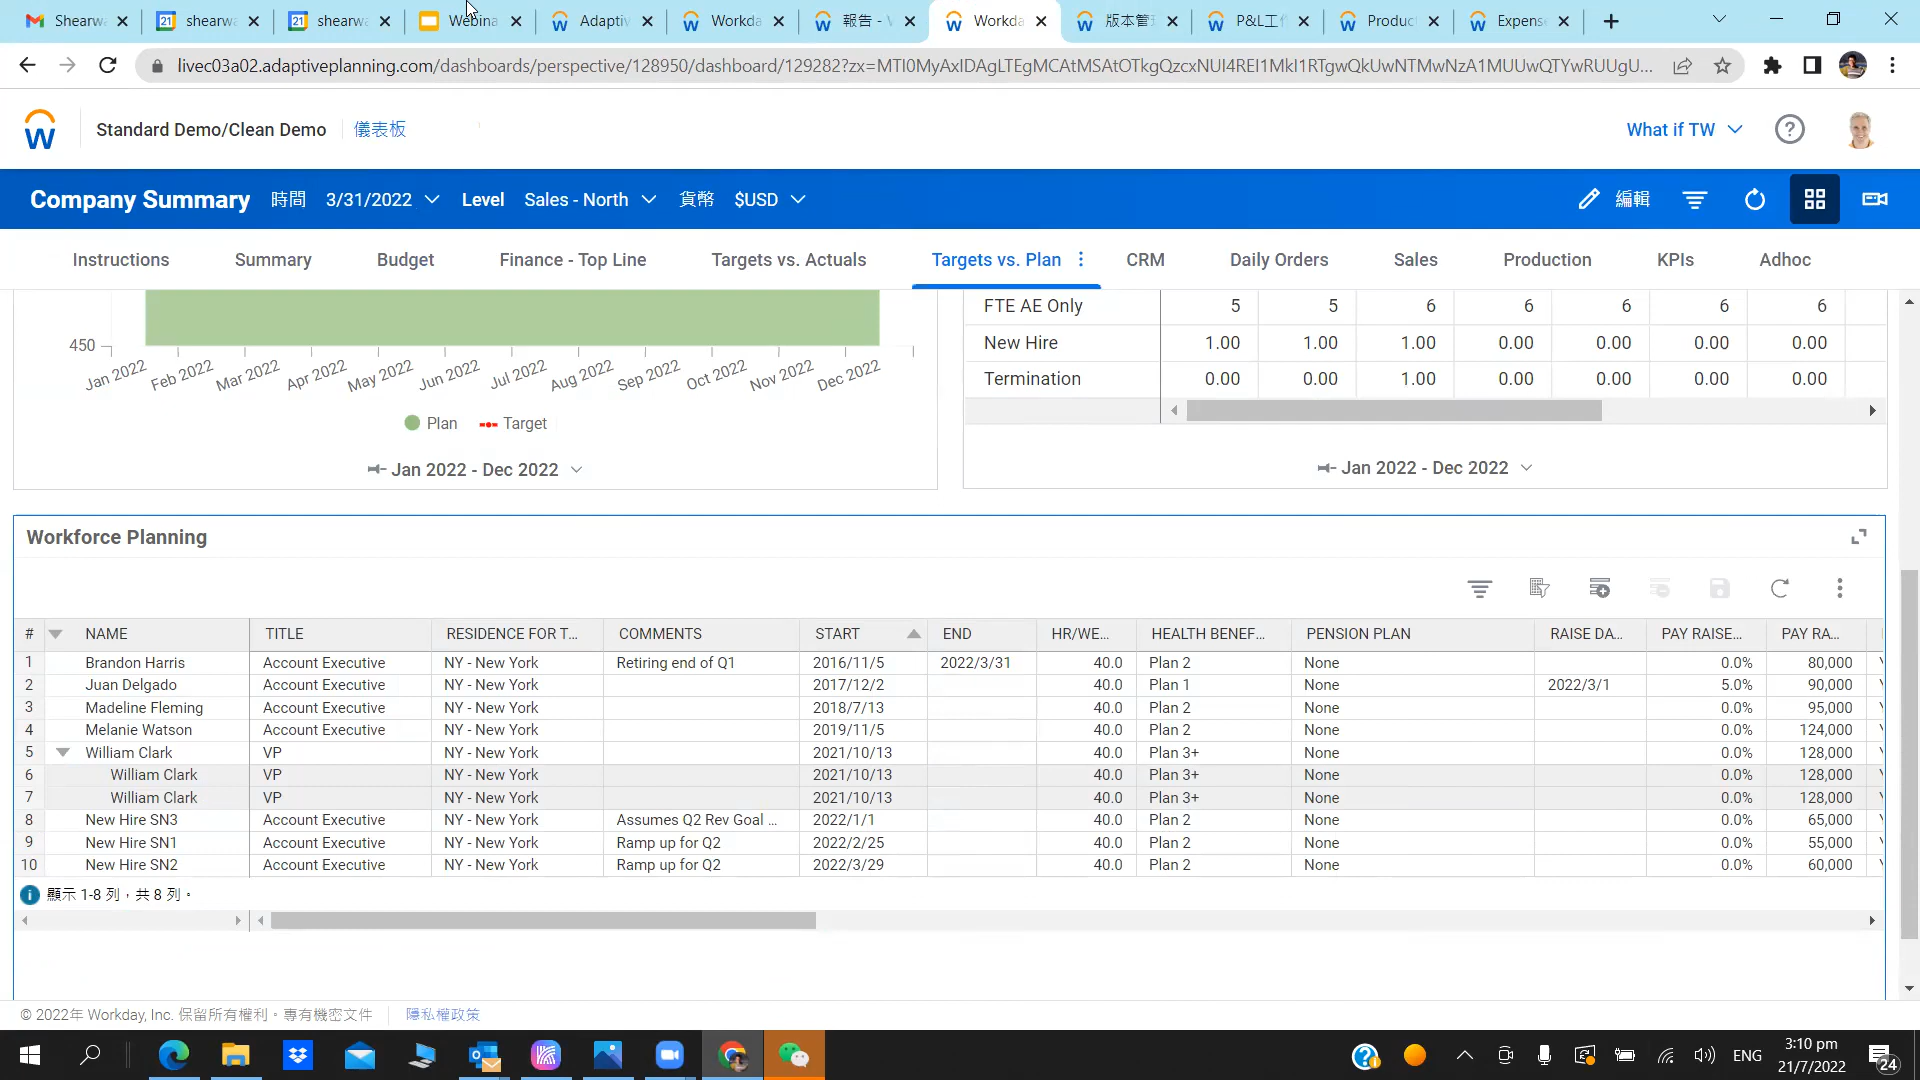 Shearwa
shearwa
shearwa
Webina
Adaptiv
Workda
報告 - W
Workda
版本管理
P&L工作
Produc
Expens
livec03a02.adaptiveplanning.com/dashboards/perspective/128950/dashboard/129282?zx=
Standard Demo/Clean Demo 儀表板
What if TW
Company Summary 時間 3/31/2022 Level Sales - North 貨幣 $USD 編輯
Instructions Summary Budget Finance - Top Line Targets vs. Actuals Targets vs. Plan CRM Daily Orders Sales Production KPIs Adhoc
450
Jan 2022 Feb 2022 Mar 2022 Apr 2022 May 2022 Jun 2022 Jul 2022 Aug 2022 Sep 2022 Oct 2022 Nov 2022 Dec 2022
Plan Target
Jan 2022 - Dec 2022
FTE AE Only 5 5 6 6 6 6 6
New Hire 1.00 1.00 1.00 0.00 0.00 0.00 0.00
Termination 0.00 0.00 1.00 0.00 0.00 0.00 0.00
Jan 2022 - Dec 2022
Workforce Planning
# NAME TITLE RESIDENCE FOR T... COMMENTS START END HR/WE... HEALTH BENEF... PENSION PLAN RAISE DA... PAY RAISE... PAY RA...
1 Brandon Harris Account Executive NY - New York Retiring end of Q1 2016/11/5 2022/3/31 40.0 Plan 2 None 0.0% 80,000
2 Juan Delgado Account Executive NY - New York 2017/12/2 40.0 Plan 1 None 2022/3/1 5.0% 90,000
3 Madeline Fleming Account Executive NY - New York 2018/7/13 40.0 Plan 2 None 0.0% 95,000
4 Melanie Watson Account Executive NY - New York 2019/11/5 40.0 Plan 2 None 0.0% 124,000
5 William Clark VP NY - New York 2021/10/13 40.0 Plan 3+ None 0.0% 128,000
6 William Clark VP NY - New York 2021/10/13 40.0 Plan 3+ None 0.0% 128,000
7 William Clark VP NY - New York 2021/10/13 40.0 Plan 3+ None 0.0% 128,000
8 New Hire SN3 Account Executive NY - New York Assumes Q2 Rev Goal ... 2022/1/1 40.0 Plan 2 None 0.0% 65,000
9 New Hire SN1 Account Executive NY - New York Ramp up for Q2 2022/2/25 40.0 Plan 2 None 0.0% 55,000
10 New Hire SN2 Account Executive NY - New York Ramp up for Q2 2022/3/29 40.0 Plan 2 None 0.0% 60,000
顯示 1-8 列，共 8 列。
© 2022年 Workday, Inc. 保留所有權利。專有機密文件 隱私權政策
ENG
3:10 pm
21/7/2022
24